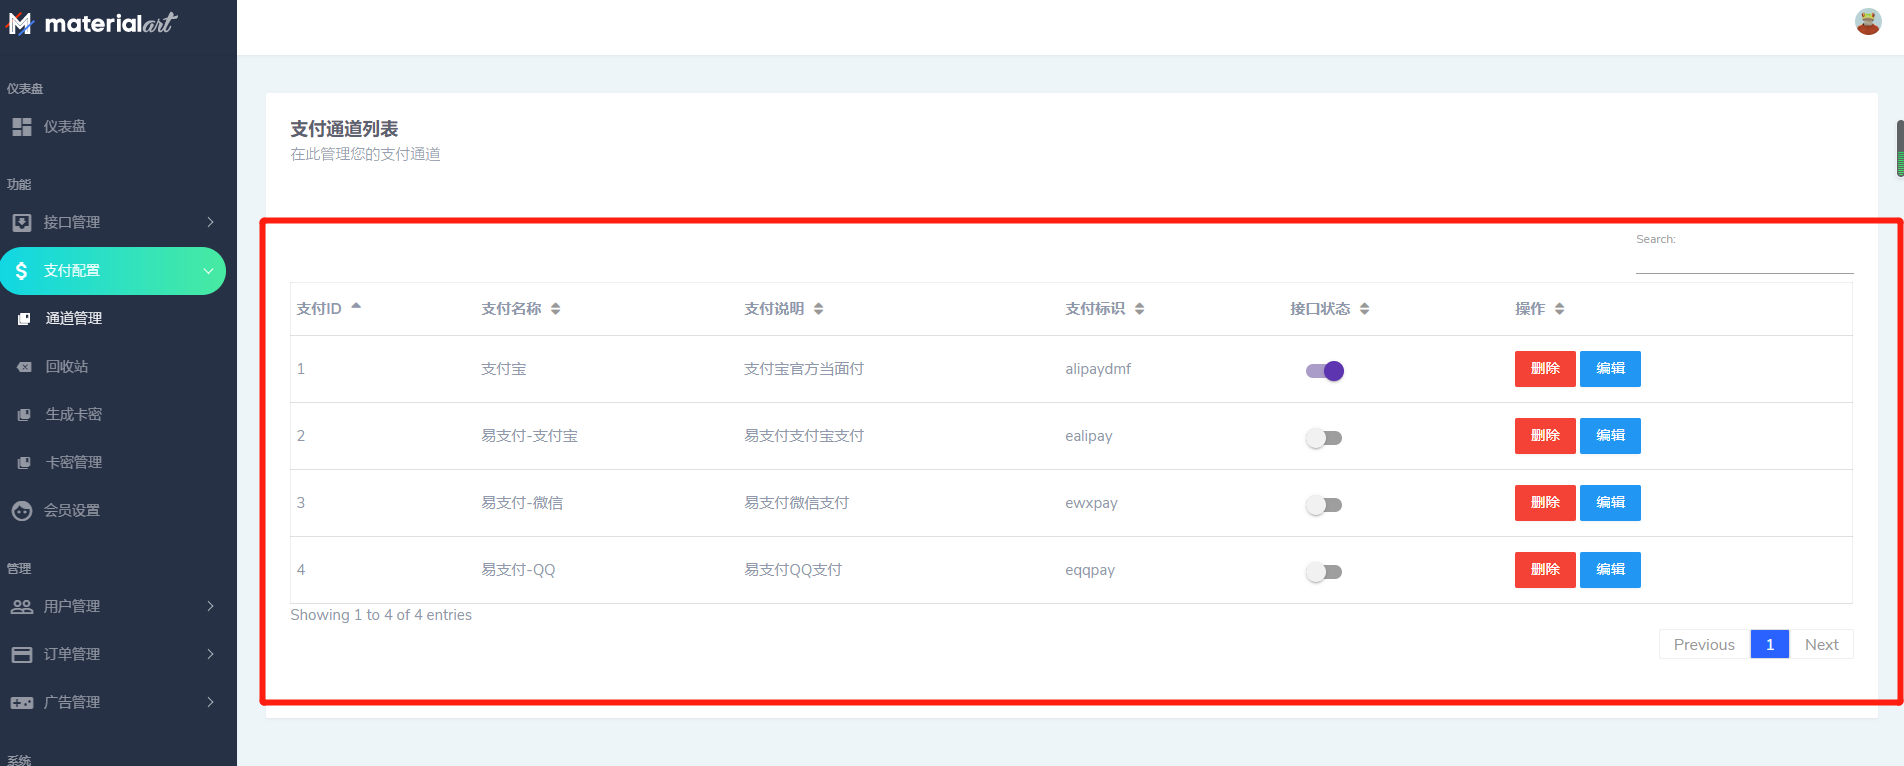 materialart
仪表盘
仪表盘
功能
接口管理
支付配置
通道管理
回收站
生成卡密
卡密管理
会员设置
管理
用户管理
订单管理
广告管理
系统
支付通道列表
在此管理您的支付通道
Search:
支付ID 支付名称 支付说明 支付标识 接口状态 操作
1 支付宝 支付宝官方当面付 alipaydmf 删除 编辑
2 易支付-支付宝 易支付支付宝支付 ealipay 删除 编辑
3 易支付-微信 易支付微信支付 ewxpay 删除 编辑
4 易支付-QQ 易支付QQ支付 eqqpay 删除 编辑
Showing 1 to 4 of 4 entries
Previous 1 Next